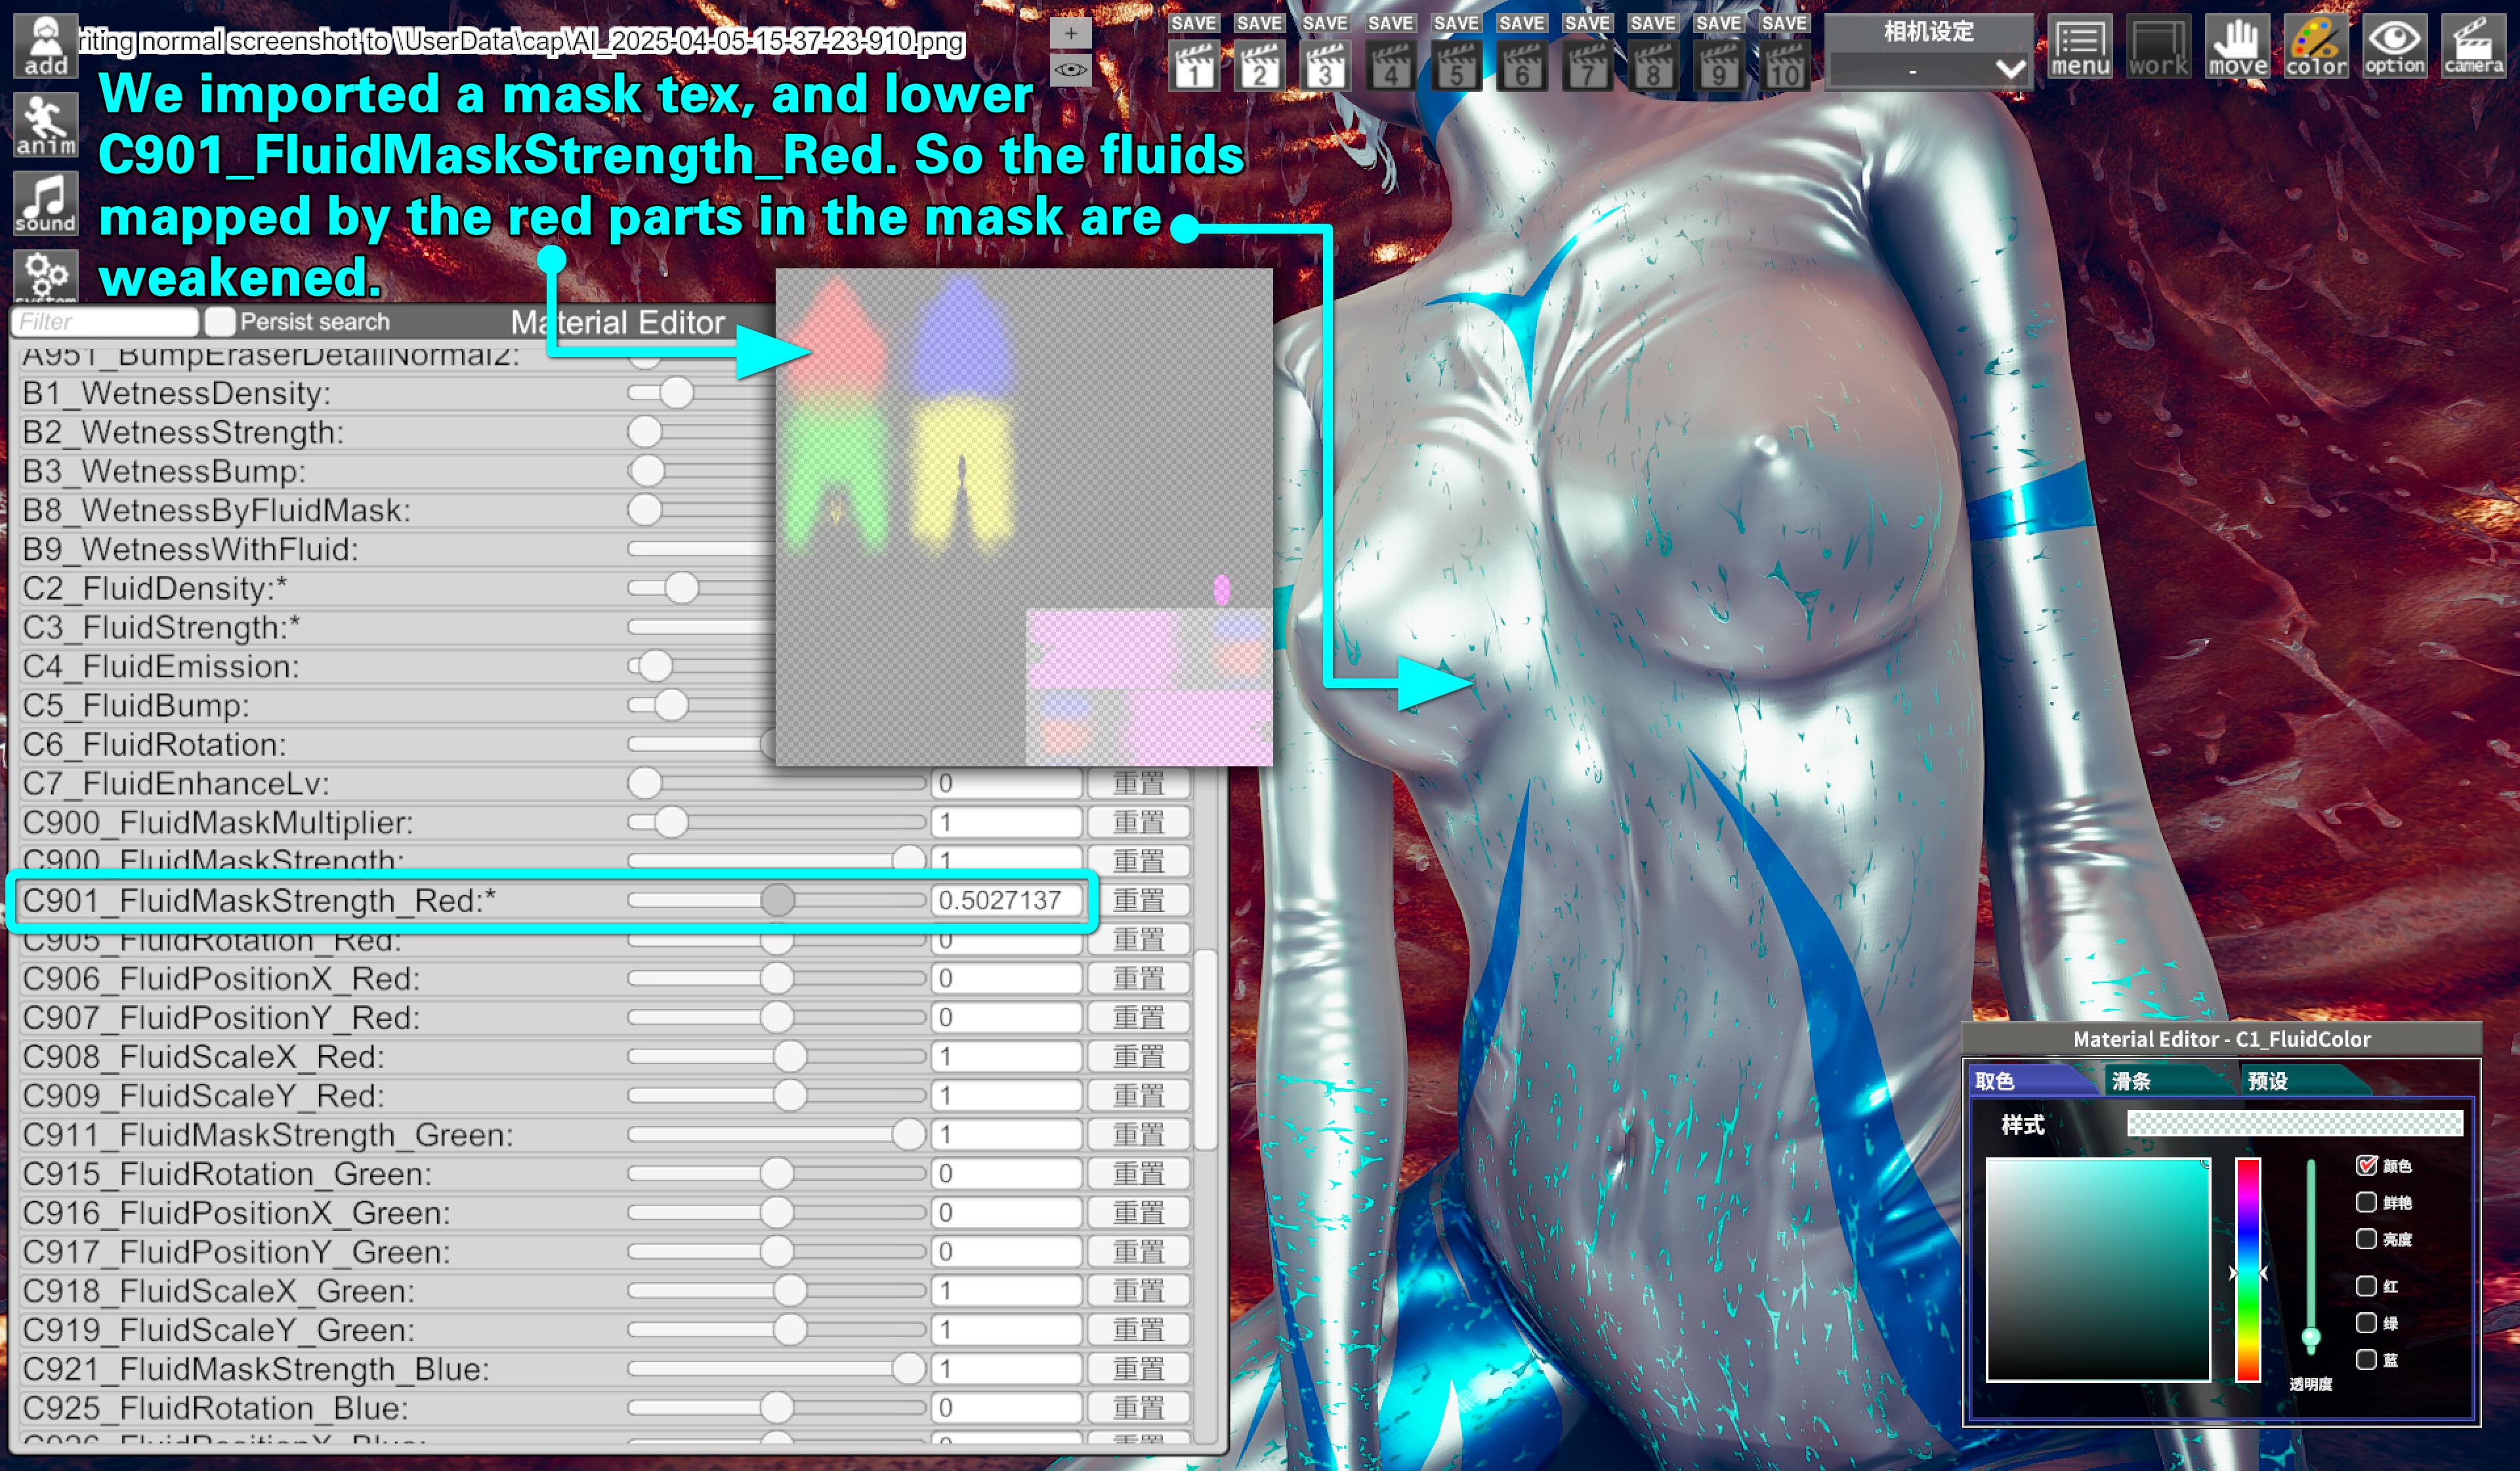 add
riting normal screenshot to \UserData\cap\AI_2025-04-05-15-37-23-910.png
+
SAVE SAVE SAVE SAVE SAVE SAVE SAVE SAVE SAVE SAVE
1 2 3 4 5 6 7 8 9 10
相机设定
-
menu work move color option camera
We imported a mask tex, and lower
C901_FluidMaskStrength_Red. So the fluids
mapped by the red parts in the mask are
weakened.
anim
sound
system
Filter
Persist search
Material Editor
A951_BumpEraserDetailNormal2:
B1_WetnessDensity:
B2_WetnessStrength:
B3_WetnessBump:
B8_WetnessByFluidMask:
B9_WetnessWithFluid:
C2_FluidDensity:*
C3_FluidStrength:*
C4_FluidEmission:
C5_FluidBump:
C6_FluidRotation:
C7_FluidEnhanceLv: 0 重置
C900_FluidMaskMultiplier: 1 重置
C900_FluidMaskStrength: 1 重置
C901_FluidMaskStrength_Red:* 0.5027137 重置
C905_FluidRotation_Red: 0 重置
C906_FluidPositionX_Red: 0 重置
C907_FluidPositionY_Red: 0 重置
C908_FluidScaleX_Red: 1 重置
C909_FluidScaleY_Red: 1 重置
C911_FluidMaskStrength_Green: 1 重置
C915_FluidRotation_Green: 0 重置
C916_FluidPositionX_Green: 0 重置
C917_FluidPositionY_Green: 0 重置
C918_FluidScaleX_Green: 1 重置
C919_FluidScaleY_Green: 1 重置
C921_FluidMaskStrength_Blue: 1 重置
C925_FluidRotation_Blue: 0 重置
Material Editor - C1_FluidColor
取色 滑条 预设
样式
颜色
鲜艳
亮度
红
绿
蓝
透明度